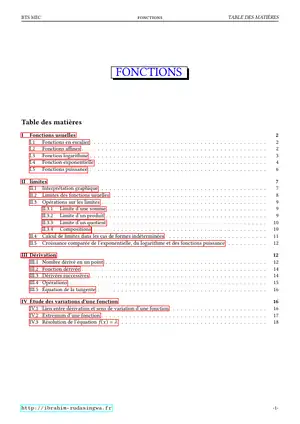 BTS MEC FONCTIONS TABLE DES MATIÈRES
FONCTIONS
Table des matières
I Fonctions usuelles 2
I.1 Fonctions en escalier 2
I.2 Fonctions affines 2
I.3 Fonction logarithme 3
I.4 Fonction exponentielle 4
I.5 Fonctions puissance 6
II limites 7
II.1 Interprétation graphique 7
II.2 Limites des fonctions usuelles 8
II.3 Opérations sur les limites 9
II.3.1 Limite d'une somme 9
II.3.2 Limite d'un produit 9
II.3.3 Limite d'un quotient 9
II.3.4 Compositions 10
II.4 Calcul de limites dans les cas de formes indéterminées 11
II.5 Croissance comparée de l'exponentielle, du logarithme et des fonctions puissance 12
III Dérivation 12
III.1 Nombre dérivé en un point 12
III.2 Fonction dérivée 14
III.3 Dérivées successives 14
III.4 Opérations 15
III.5 Équation de la tangente 16
IV Étude des variations d'une fonction 16
IV.1 Lien entre dérivation et sens de variation d'une fonction 16
IV.2 Extremum d'une fonction 17
IV.3 Résolution de l'équation f(x) = k 18
http://ibrahim-rudasingwa.fr -1-